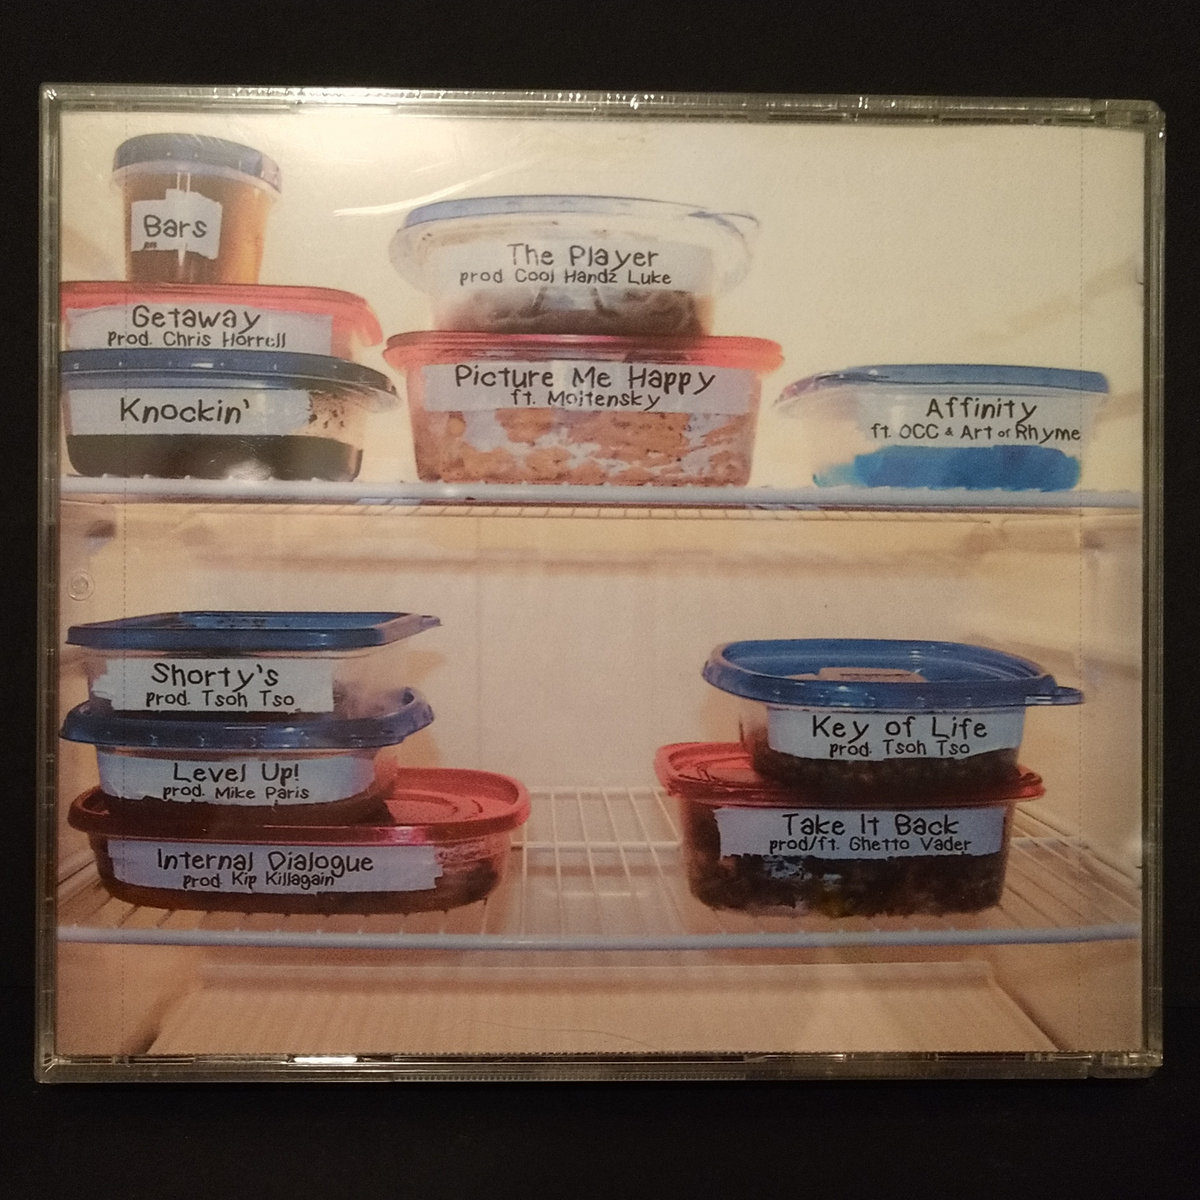 Bars
Getaway
prod. Chris Horrell
Knockin'
The Player
prod Cool Handz Luke
Picture Me Happy
ft. Moitensky
Affinity
ft. OCC & Art of Rhyme
Shorty's
prod. Tsoh Tso
Level Up!
prod. Mike Paris
Internal Dialogue
prod. Kip Killagain
Key of Life
prod. Tsoh Tso
Take It Back
prod/ft. Ghetto Vader